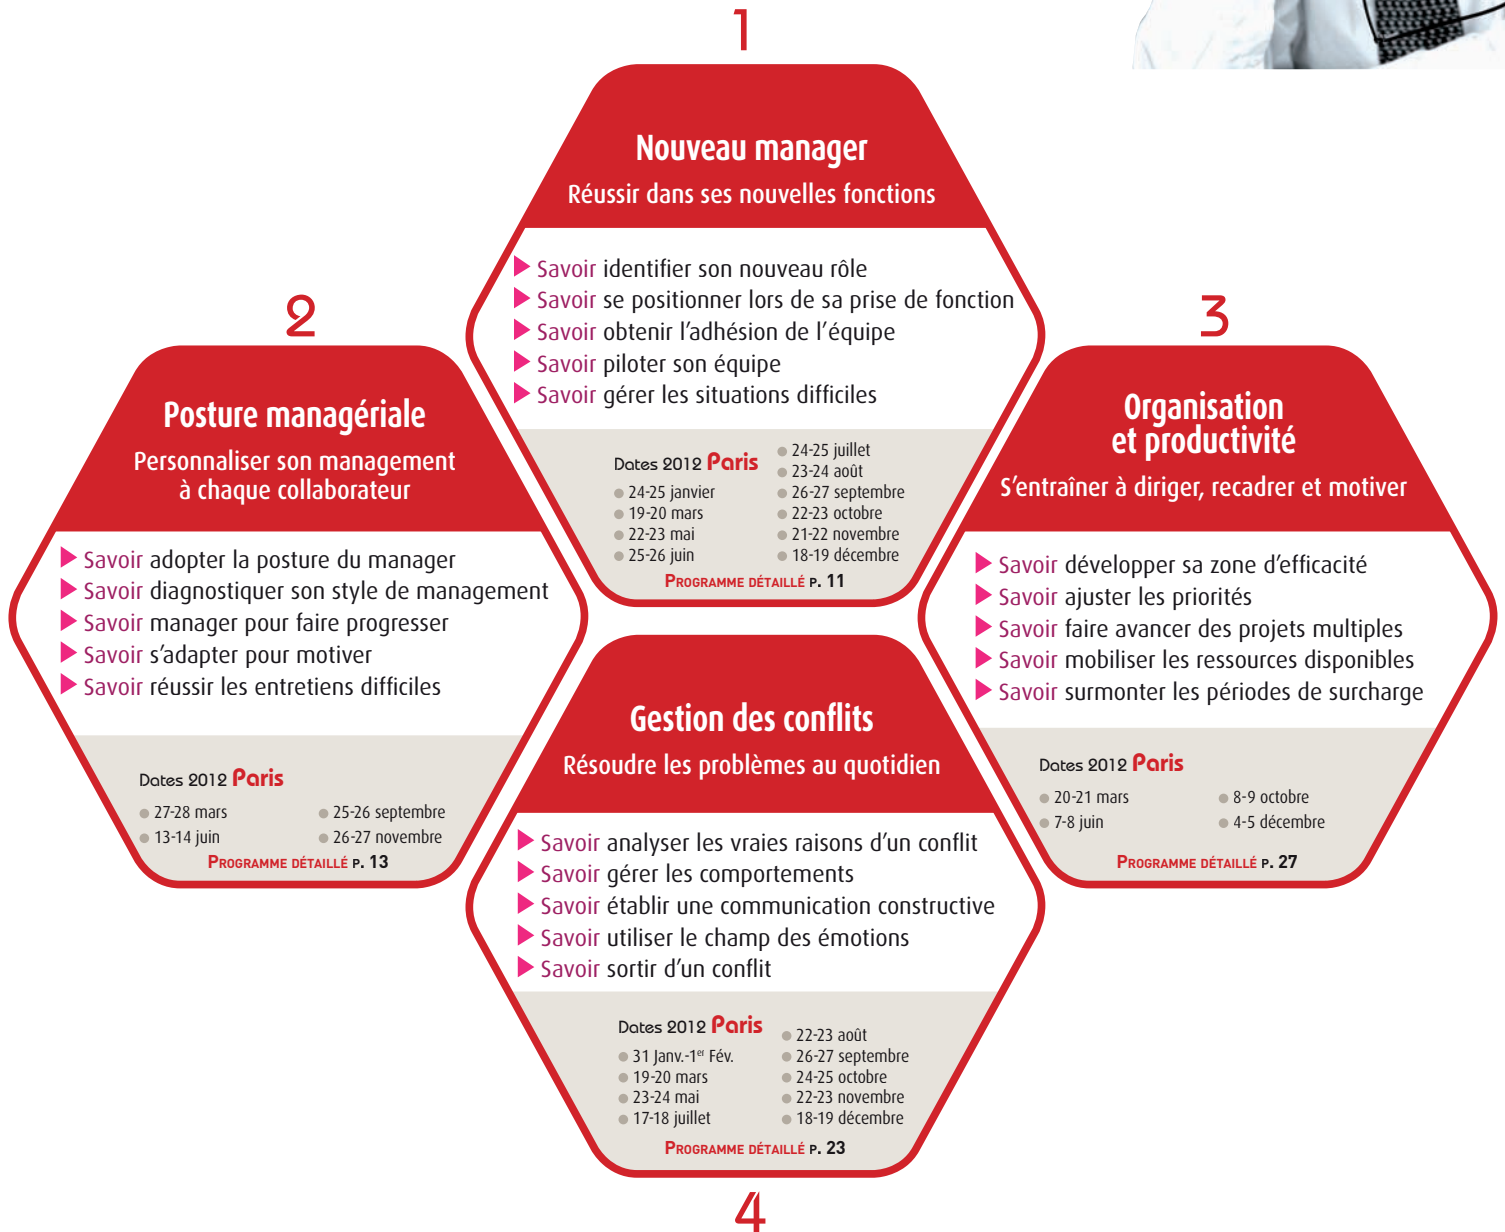 1
Nouveau manager
Réussir dans ses nouvelles fonctions
Savoir identifier son nouveau rôle
Savoir se positionner lors de sa prise de fonction
Savoir obtenir l’adhésion de l’équipe
Savoir piloter son équipe
Savoir gérer les situations difficiles
Dates 2012 Paris
24-25 janvier
19-20 mars
22-23 mai
25-26 juin
24-25 juillet
23-24 août
26-27 septembre
22-23 octobre
21-22 novembre
18-19 décembre
PROGRAMME DÉTAILLÉ P. 11
2
Posture managériale
Personnaliser son management
à chaque collaborateur
Savoir adopter la posture du manager
Savoir diagnostiquer son style de management
Savoir manager pour faire progresser
Savoir s’adapter pour motiver
Savoir réussir les entretiens difficiles
Dates 2012 Paris
27-28 mars
13-14 juin
25-26 septembre
26-27 novembre
PROGRAMME DÉTAILLÉ P. 13
3
Organisation
et productivité
S’entraîner à diriger, recadrer et motiver
Savoir développer sa zone d’efficacité
Savoir ajuster les priorités
Savoir faire avancer des projets multiples
Savoir mobiliser les ressources disponibles
Savoir surmonter les périodes de surcharge
Dates 2012 Paris
20-21 mars
7-8 juin
8-9 octobre
4-5 décembre
PROGRAMME DÉTAILLÉ P. 27
Gestion des conflits
Résoudre les problèmes au quotidien
Savoir analyser les vraies raisons d’un conflit
Savoir gérer les comportements
Savoir établir une communication constructive
Savoir utiliser le champ des émotions
Savoir sortir d’un conflit
Dates 2012 Paris
31 Janv.-1er Fév.
19-20 mars
23-24 mai
17-18 juillet
22-23 août
26-27 septembre
24-25 octobre
22-23 novembre
18-19 décembre
PROGRAMME DÉTAILLÉ P. 23
4